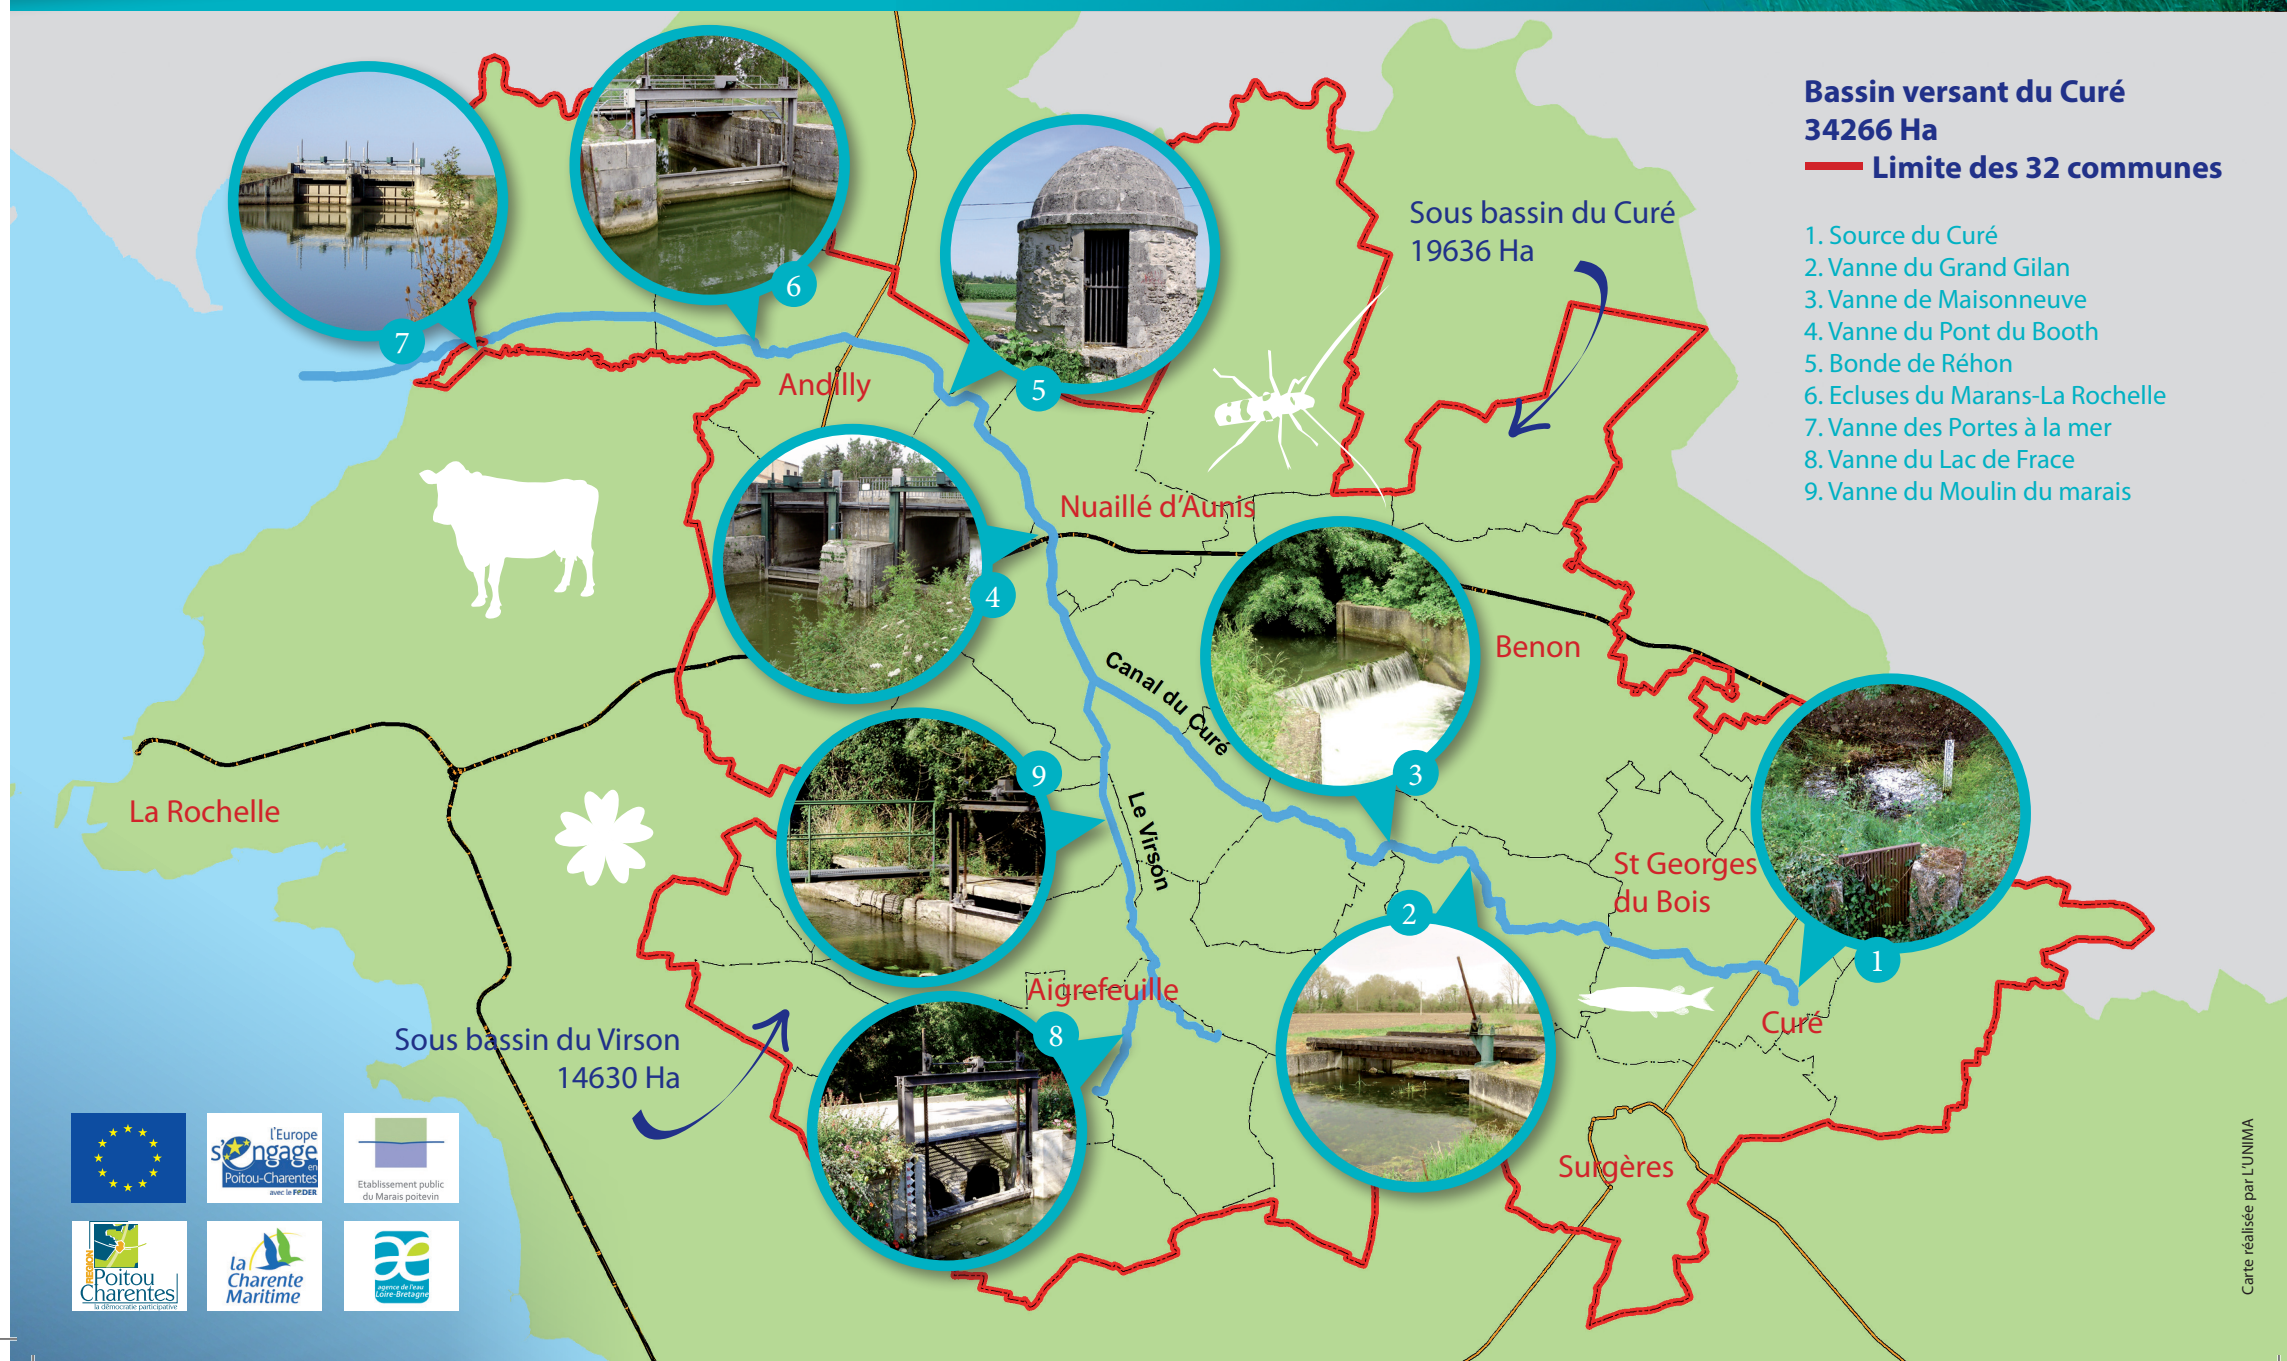 Bassin versant du Curé
34266 Ha
Limite des 32 communes
1. Source du Curé
2. Vanne du Grand Gilan
3. Vanne de Maisonneuve
4. Vanne du Pont du Booth
5. Bonde de Réhon
6. Ecluses du Marans-La Rochelle
7. Vanne des Portes à la mer
8. Vanne du Lac de Frace
9. Vanne du Moulin du marais
Sous bassin du Curé
19636 Ha
6
7
5
Andilly
Nuaillé d'Aunis
4
Benon
Canal du Curé
3
9
La Rochelle
Le Virson
St Georges
du Bois
2
1
Aigrefeuille
Curé
8
Sous bassin du Virson
14630 Ha
Surgères
l'Europe
s'engage
en
Poitou-Charentes
avec le FEDER
Etablissement public
du Marais poitevin
REGION
Poitou
Charentes
la démocratie participative
la
Charente
Maritime
agence de l'eau
Loire-Bretagne
Carte réalisée par L'UNIMA